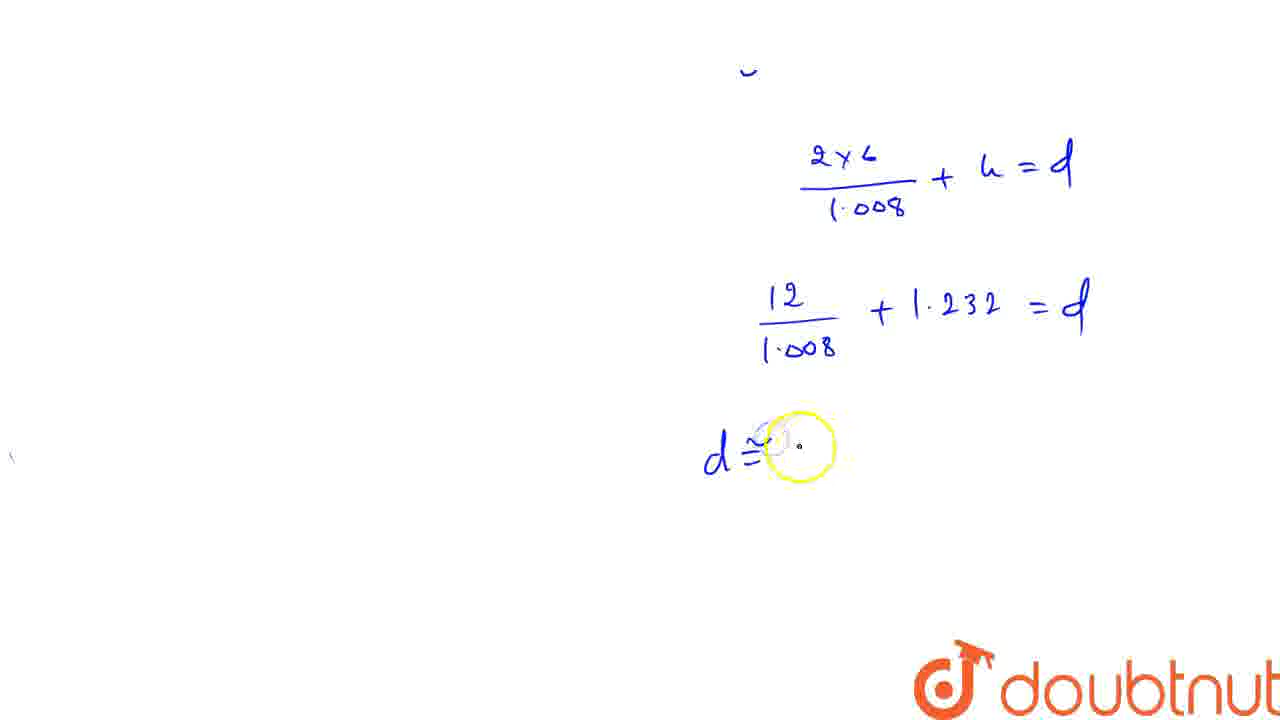 2×6
1.008
+ h = d
12
1.008
+ 1.232 = d
d ≅
doubtnut